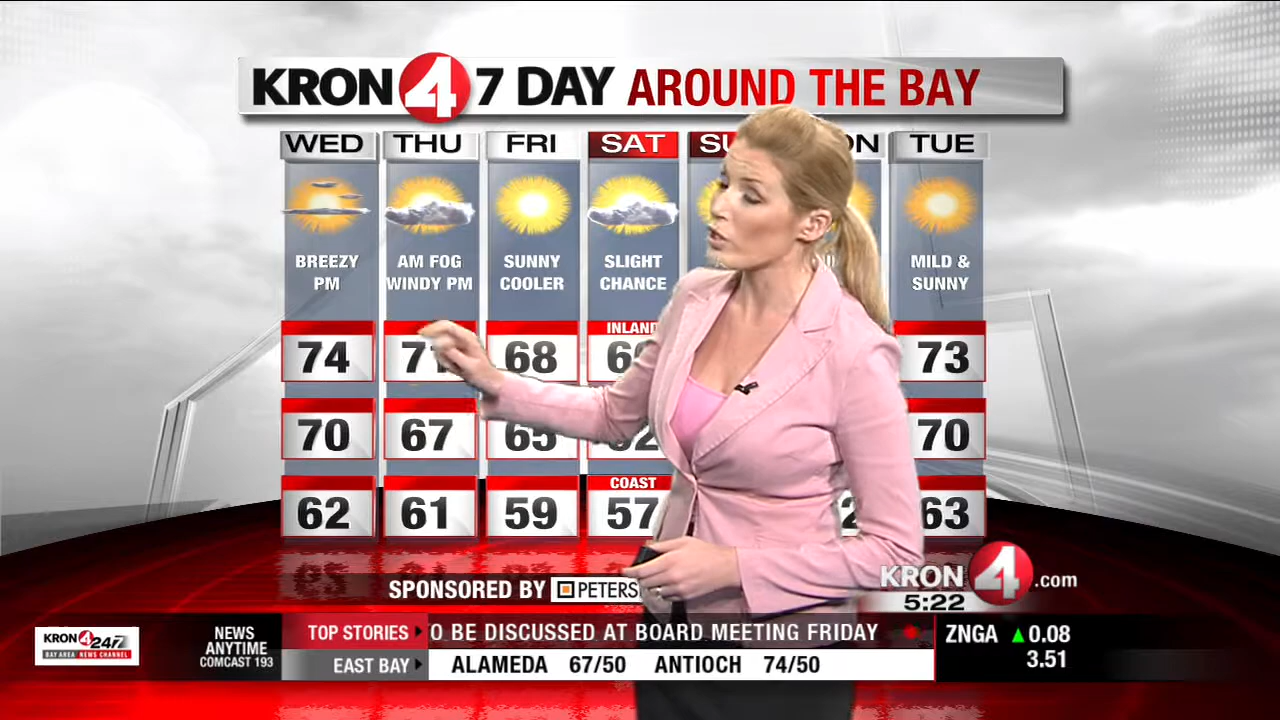 KRON 4 7 DAY AROUND THE BAY
WED THU FRI SAT TUE
BREEZY PM
AM FOG WINDY PM
SUNNY COOLER
SLIGHT CHANCE
MILD & SUNNY
INLAND
74 71 68 73
70 67 65 70
COAST
62 61 59 57 63
SPONSORED BY PETERS
KRON 4 .com
5:22
KRON 4 24/7
BAY AREA NEWS CHANNEL
NEWS ANYTIME COMCAST 193
TOP STORIES O BE DISCUSSED AT BOARD MEETING FRIDAY
EAST BAY ALAMEDA 67/50 ANTIOCH 74/50
ZNGA ▲0.08
3.51